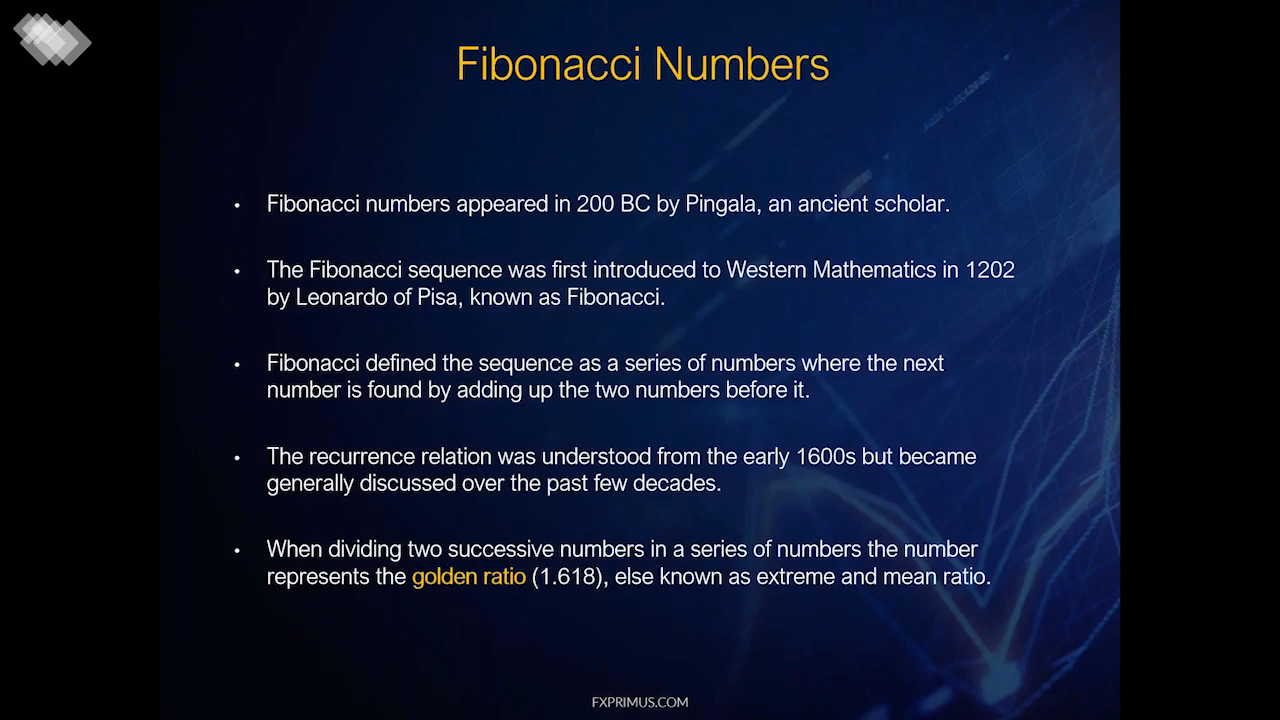 Fibonacci Numbers
• Fibonacci numbers appeared in 200 BC by Pingala, an ancient scholar.
• The Fibonacci sequence was first introduced to Western Mathematics in 1202
by Leonardo of Pisa, known as Fibonacci.
• Fibonacci defined the sequence as a series of numbers where the next
number is found by adding up the two numbers before it.
• The recurrence relation was understood from the early 1600s but became
generally discussed over the past few decades.
• When dividing two successive numbers in a series of numbers the number
represents the golden ratio (1.618), else known as extreme and mean ratio.
FXPRIMUS.COM